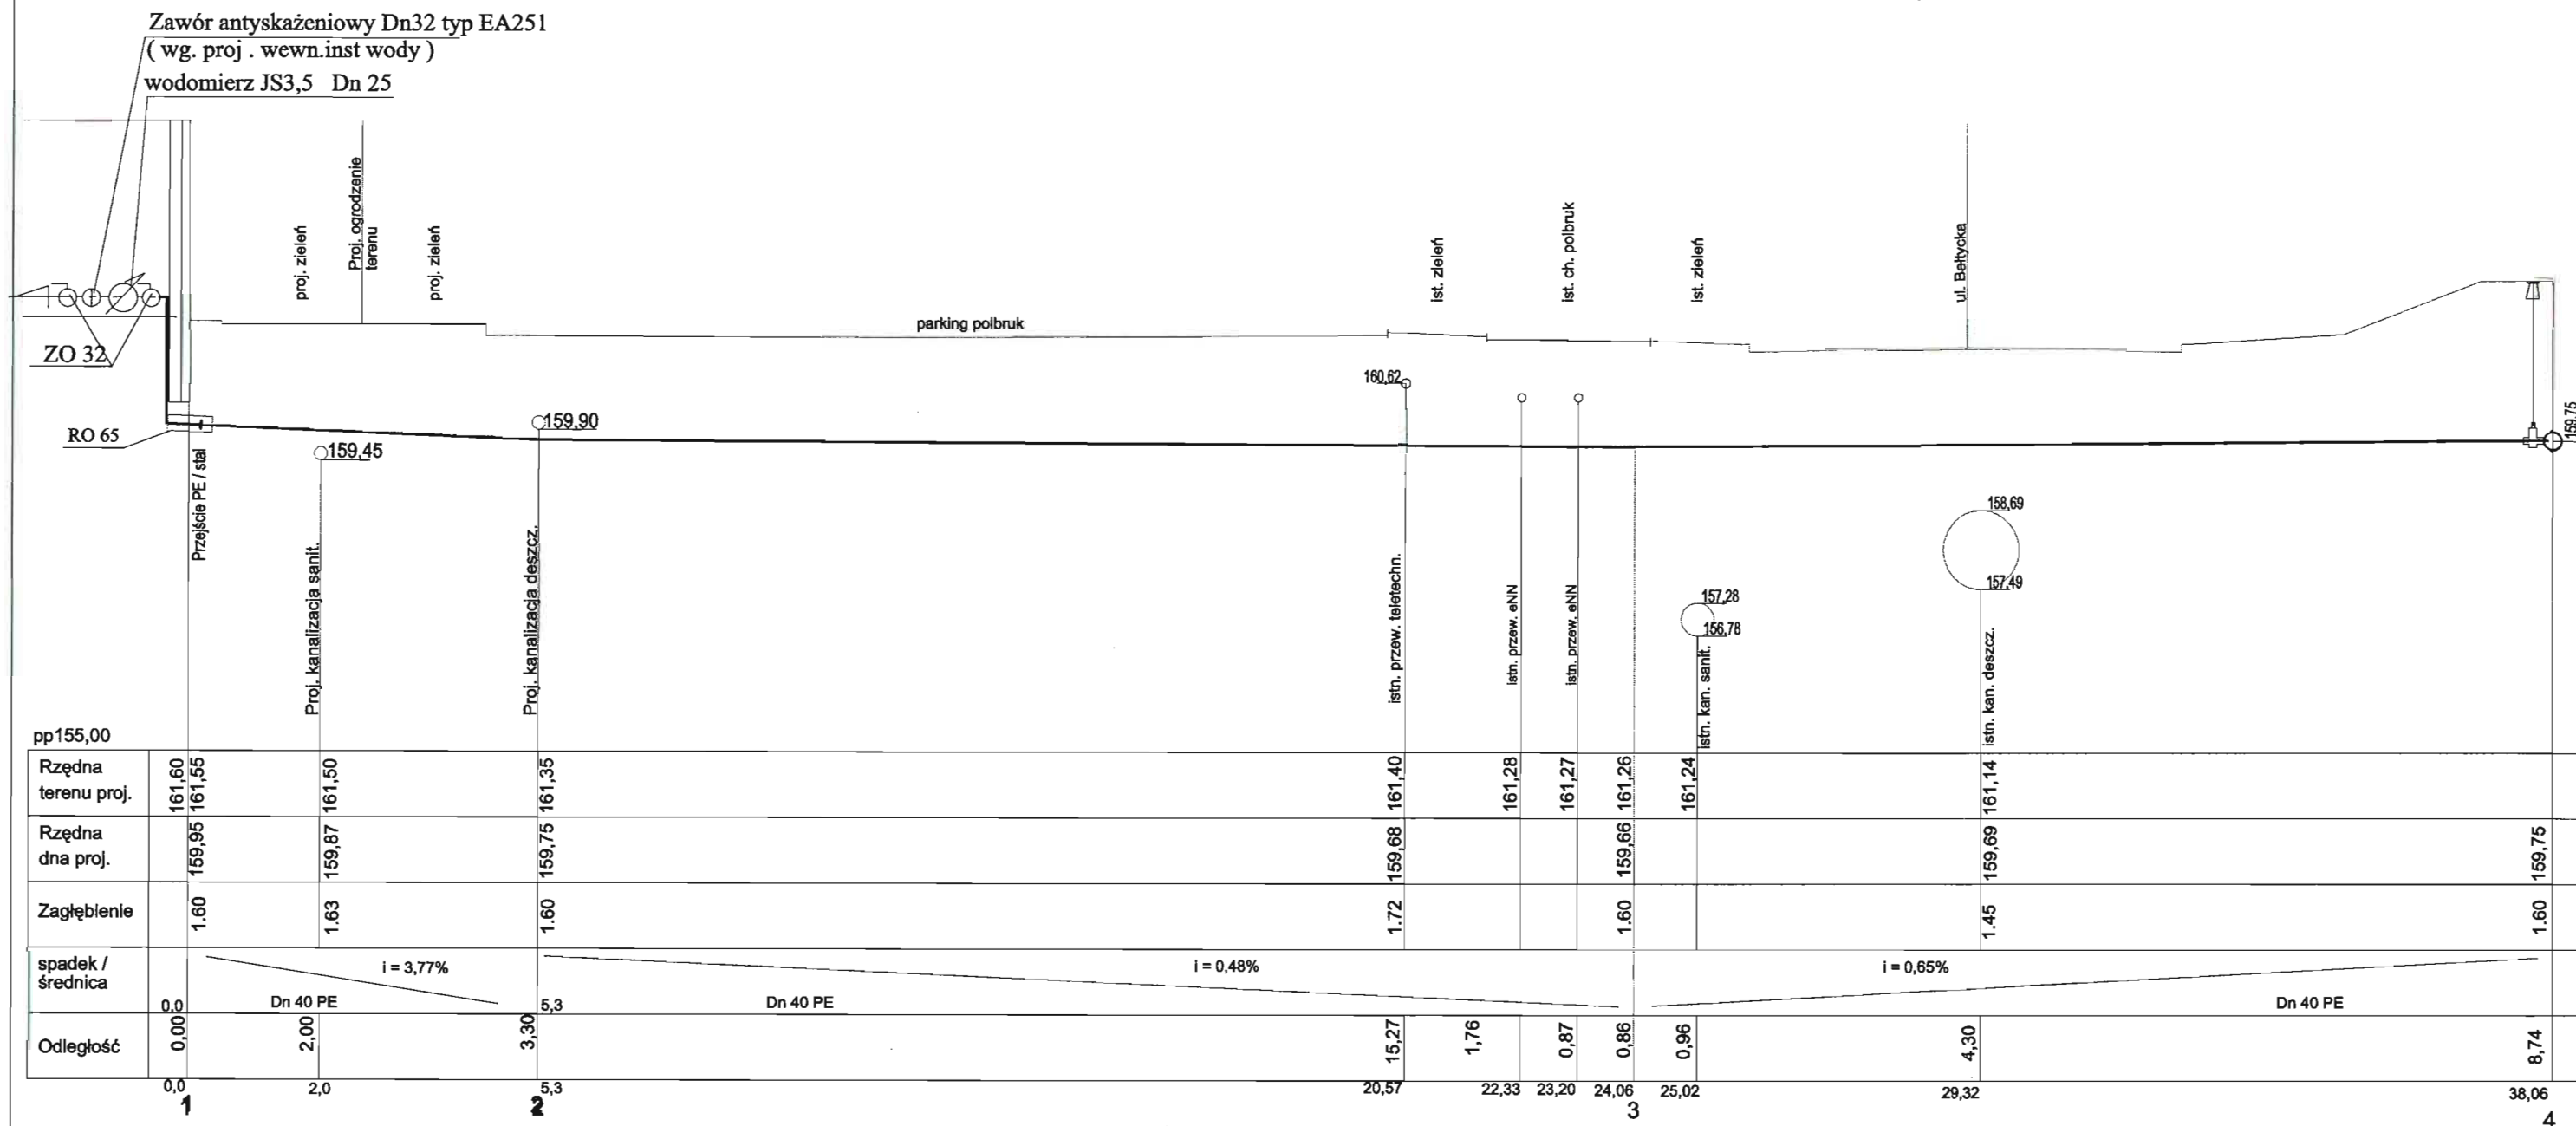 Zawór antyskażeniowy Dn32 typ EA251
( wg. proj . wewn.inst wody )
wodomierz JS3,5 Dn 25
proj. zieleń
Proj. ogrodzenie
terenu
proj. zieleń
parking polbruk
ist. zieleń
ist. ch. polbruk
ist. zieleń
ul. Bałtycka
ZO 32
RO 65
Przejście PE / stal
159,45
Proj. kanalizacja sanit.
159,90
Proj. kanalizacja deszcz.
160,62
istn. przew. teletechn.
istn. przew. eNN
istn. przew. eNN
157,28
156,78
istn. kan. sanit.
158,69
157,49
istn. kan. deszcz.
159,75
pp155,00
Rzędna
terenu proj.
161,60
161,55
161,50
161,35
161,40
161,28
161,27
161,26
161,24
161,14
Rzędna
dna proj.
159,95
159,87
159,75
159,68
159,66
159,69
159,75
Zagłębienie
1.60
1.63
1.60
1.72
1.60
1.45
1.60
spadek /
średnica
i = 3,77%
i = 0,48%
i = 0,65%
0,0
Dn 40 PE
5,3
Dn 40 PE
Dn 40 PE
Odległość
0,00
2,00
3,30
15,27
1,76
0,87
0,86
0,96
4,30
8,74
0,0
2,0
5,3
20,57
22,33
23,20
24,06
25,02
29,32
38,06
1
2
3
4